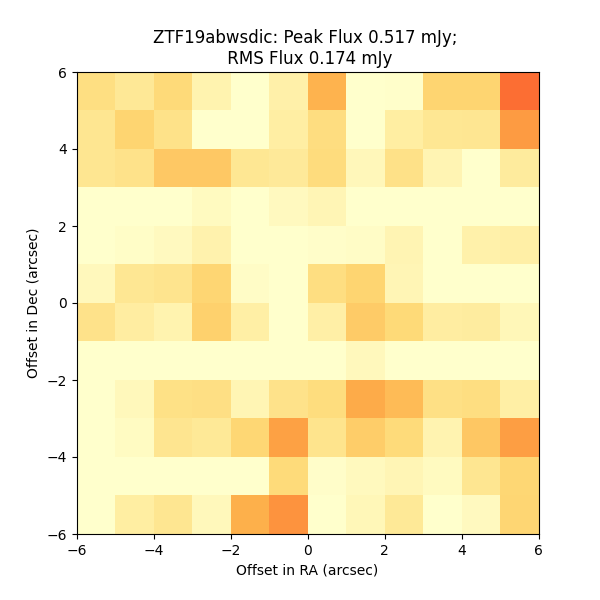 ZTF19abwsdic: Peak Flux 0.517 mJy;
RMS Flux 0.174 mJy
6
4
2
0
−2
−4
−6
Offset in Dec (arcsec)
−6 −4 −2 0 2 4 6
Offset in RA (arcsec)